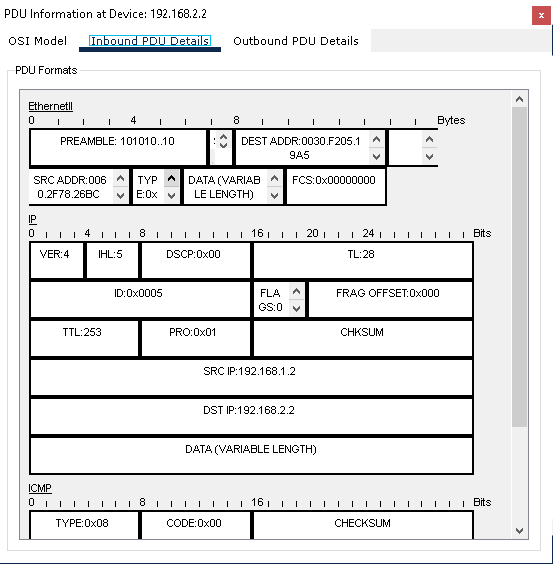 PDU Information at Device: 192.168.2.2
x
OSI Model Inbound PDU Details Outbound PDU Details
PDU Formats
EthernetII
0 4 8 Bytes
PREAMBLE: 101010..10 DEST ADDR:0030.F205.1
9A5
SRC ADDR:006 TYP DATA (VARIAB FCS:0x00000000
0.2F78.26BC E:0x LE LENGTH)
IP
0 4 8 16 20 24 Bits
VER:4 IHL:5 DSCP:0x00 TL:28
ID:0x0005 FLA FRAG OFFSET:0x000
GS:0
TTL:253 PRO:0x01 CHKSUM
SRC IP:192.168.1.2
DST IP:192.168.2.2
DATA (VARIABLE LENGTH)
ICMP
0 8 16 Bits
TYPE:0x08 CODE:0x00 CHECKSUM